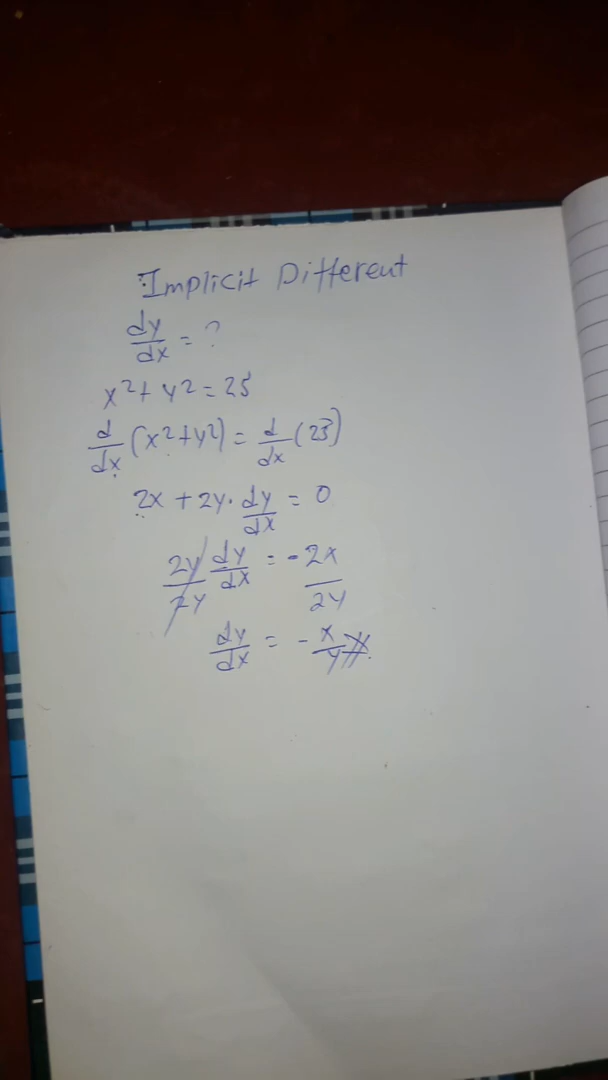 Implicit Different
dy/dx = ?
x² + y² = 25
d/dx (x² + y²) = d/dx (25)
2x + 2y · dy/dx = 0
2y/2y dy/dx = -2x/2y
dy/dx = -x/y